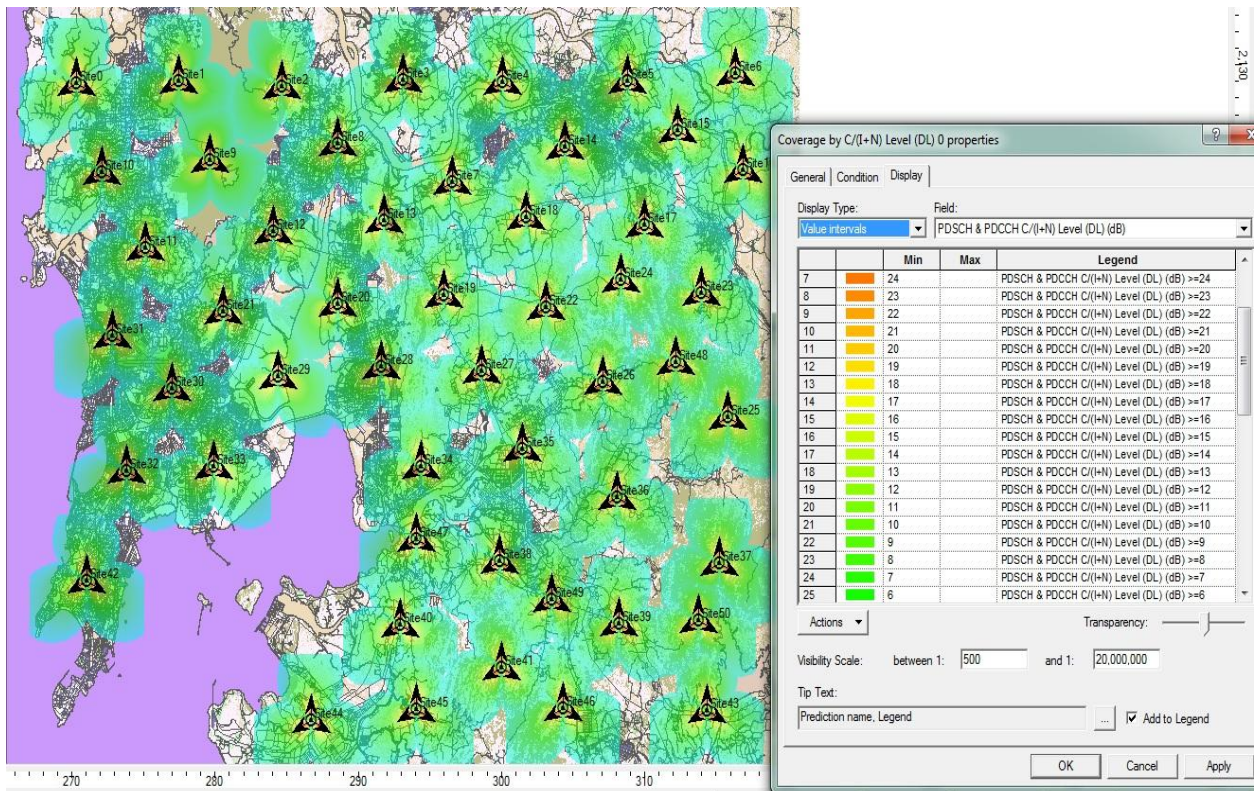 Site0
Site1
Site2
Site3
Site4
Site5
Site6
Site8
Site14
Site15
Site9
Site10
Site7
Site11
Site12
Site13
Site18
Site17
Site21
Site20
Site19
Site22
Site24
Site23
Site31
Site30
Site29
Site28
Site27
Site26
Site48
Site25
Site32
Site33
Site34
Site35
Site36
Site47
Site38
Site37
Site42
Site49
Site40
Site39
Site50
Site41
Site44
Site45
Site46
Site43
270 280 290 300 310
2,130
Coverage by C/(I+N) Level (DL) 0 properties
General Condition Display
Display Type: Field:
Value intervals PDSCH & PDCCH C/(I+N) Level (DL) (dB)
Min Max Legend
7 24 PDSCH & PDCCH C/(I+N) Level (DL) (dB) >=24
8 23 PDSCH & PDCCH C/(I+N) Level (DL) (dB) >=23
9 22 PDSCH & PDCCH C/(I+N) Level (DL) (dB) >=22
10 21 PDSCH & PDCCH C/(I+N) Level (DL) (dB) >=21
11 20 PDSCH & PDCCH C/(I+N) Level (DL) (dB) >=20
12 19 PDSCH & PDCCH C/(I+N) Level (DL) (dB) >=19
13 18 PDSCH & PDCCH C/(I+N) Level (DL) (dB) >=18
14 17 PDSCH & PDCCH C/(I+N) Level (DL) (dB) >=17
15 16 PDSCH & PDCCH C/(I+N) Level (DL) (dB) >=16
16 15 PDSCH & PDCCH C/(I+N) Level (DL) (dB) >=15
17 14 PDSCH & PDCCH C/(I+N) Level (DL) (dB) >=14
18 13 PDSCH & PDCCH C/(I+N) Level (DL) (dB) >=13
19 12 PDSCH & PDCCH C/(I+N) Level (DL) (dB) >=12
20 11 PDSCH & PDCCH C/(I+N) Level (DL) (dB) >=11
21 10 PDSCH & PDCCH C/(I+N) Level (DL) (dB) >=10
22 9 PDSCH & PDCCH C/(I+N) Level (DL) (dB) >=9
23 8 PDSCH & PDCCH C/(I+N) Level (DL) (dB) >=8
24 7 PDSCH & PDCCH C/(I+N) Level (DL) (dB) >=7
25 6 PDSCH & PDCCH C/(I+N) Level (DL) (dB) >=6
Actions Transparency:
Visibility Scale: between 1: 500 and 1: 20,000,000
Tip Text:
Prediction name, Legend ... Add to Legend
OK Cancel Apply